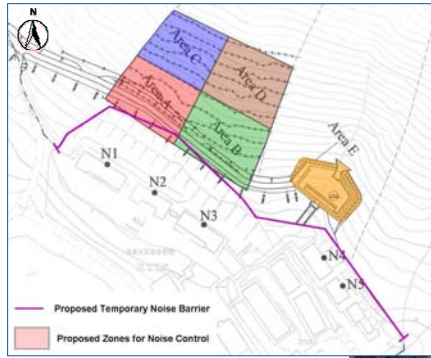 N
Area C
Area D
Area A
Area B
Area E
N1
N2
N3
N4
N5
Proposed Temporary Noise Barrier
Proposed Zones for Noise Control